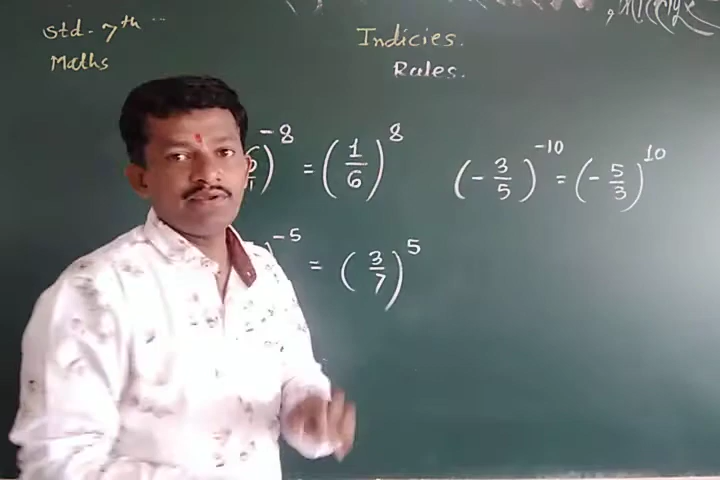 Std. 7th
Maths
Indicies.
Rules.
6)^-8 = (1/6)^8
(-3/5)^-10 = (-5/3)^10
)^-5 = (3/7)^5